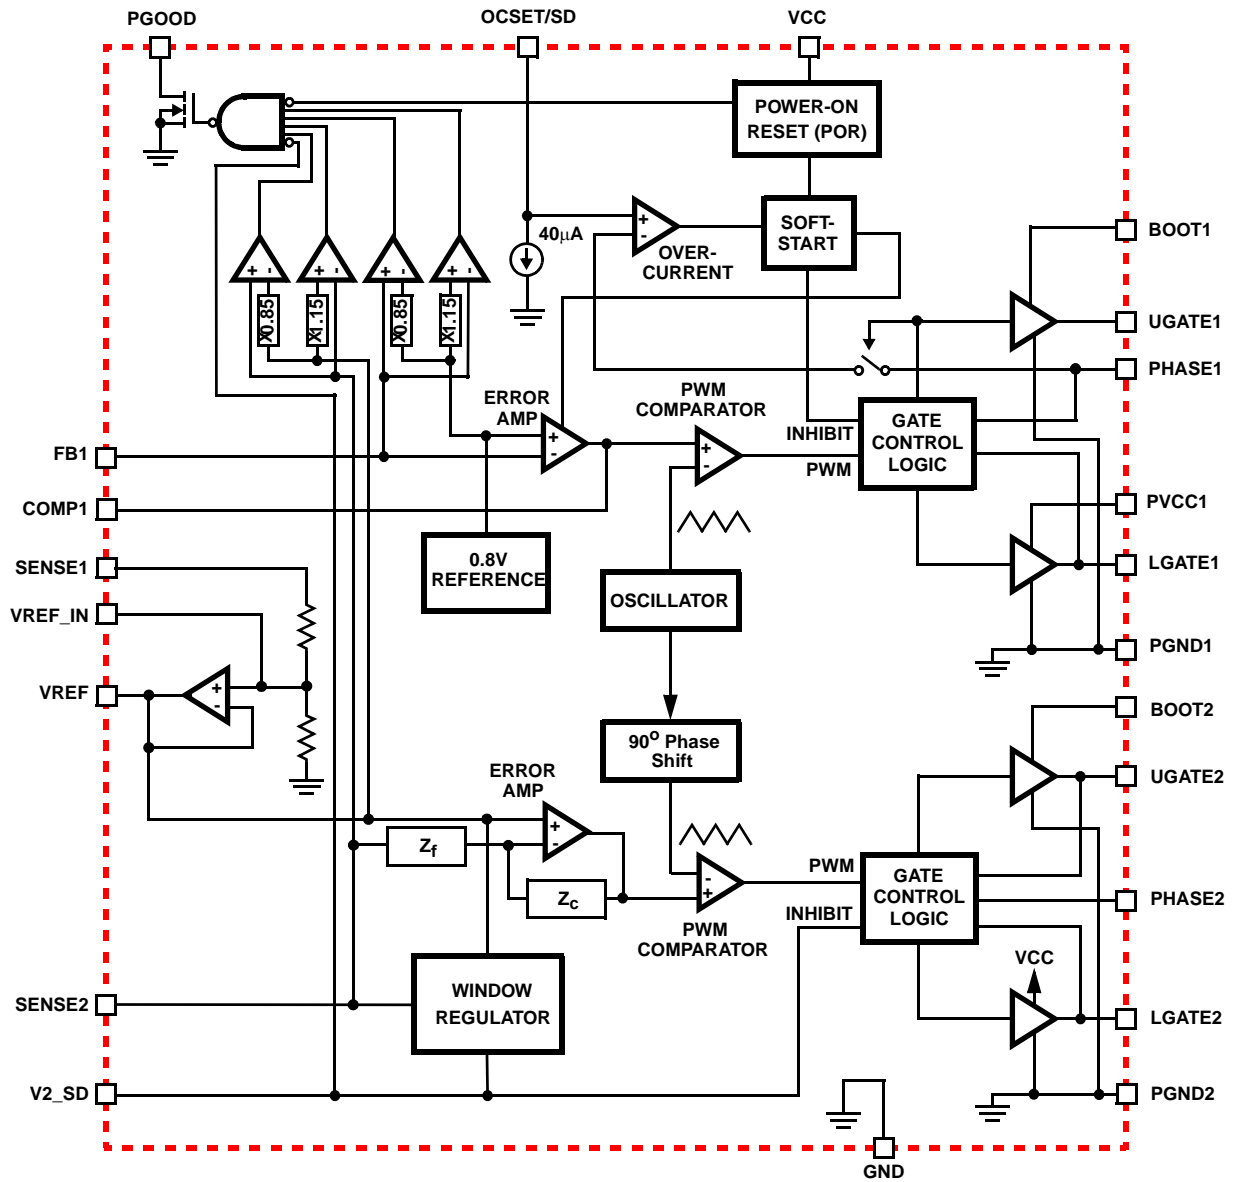 PGOOD
OCSET/SD
VCC
POWER-ON
RESET (POR)
+
-
40µA
OVER-
CURRENT
SOFT-
START
BOOT1
+ -
+ -
+ -
+ -
X0.85
X1.15
X0.85
X1.15
UGATE1
PHASE1
ERROR
AMP
PWM
COMPARATOR
+
-
+
-
INHIBIT
PWM
GATE
CONTROL
LOGIC
FB1
COMP1
PVCC1
0.8V
REFERENCE
SENSE1
OSCILLATOR
LGATE1
VREF_IN
PGND1
VREF
+
-
BOOT2
90o Phase
Shift
ERROR
AMP
UGATE2
+
-
Zf
Zc
-
+
PWM
INHIBIT
GATE
CONTROL
LOGIC
PHASE2
PWM
COMPARATOR
VCC
WINDOW
REGULATOR
SENSE2
LGATE2
V2_SD
PGND2
GND